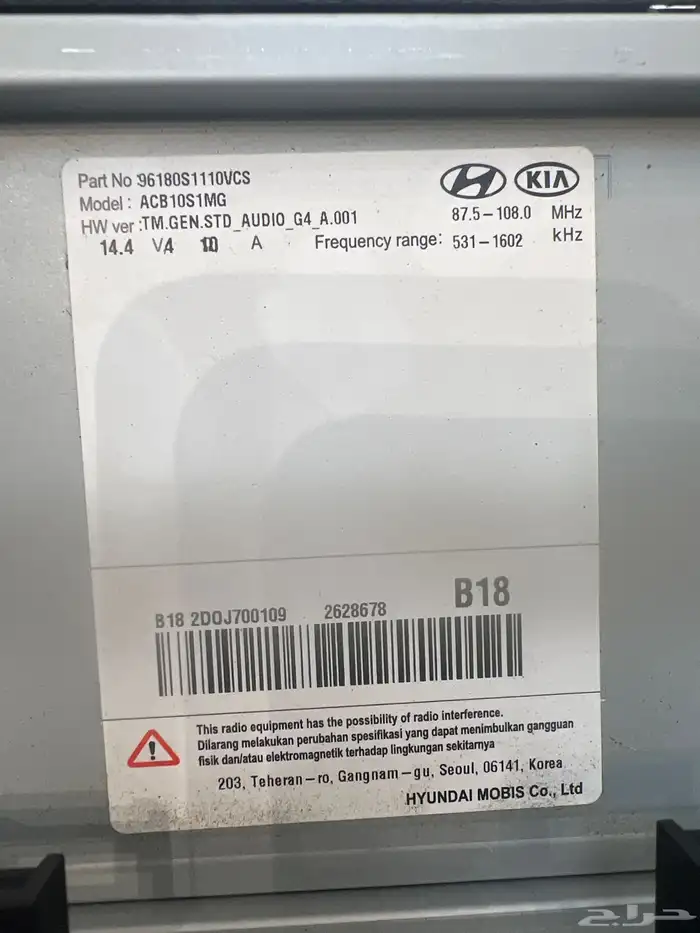 Part No :96180S1110VCS
Model : ACB10S1MG
HW ver :TM.GEN.STD_AUDIO_G4_A.001
KIA
87.5-108.0 MHz
14.4 V/4 10 A Frequency range: 531-1602 kHz
B18
B18 2DOJ700109 2628678
This radio equipment has the possibility of radio interference.
Dilarang melakukan perubahan spesifikasi yang dapat menimbulkan gangguan
fisik dan/atau elektromagnetik terhadap lingkungan sekitarnya
203, Teheran-ro, Gangnam-gu, Seoul, 06141, Korea
HYUNDAI MOBIS Co., Ltd
حراج